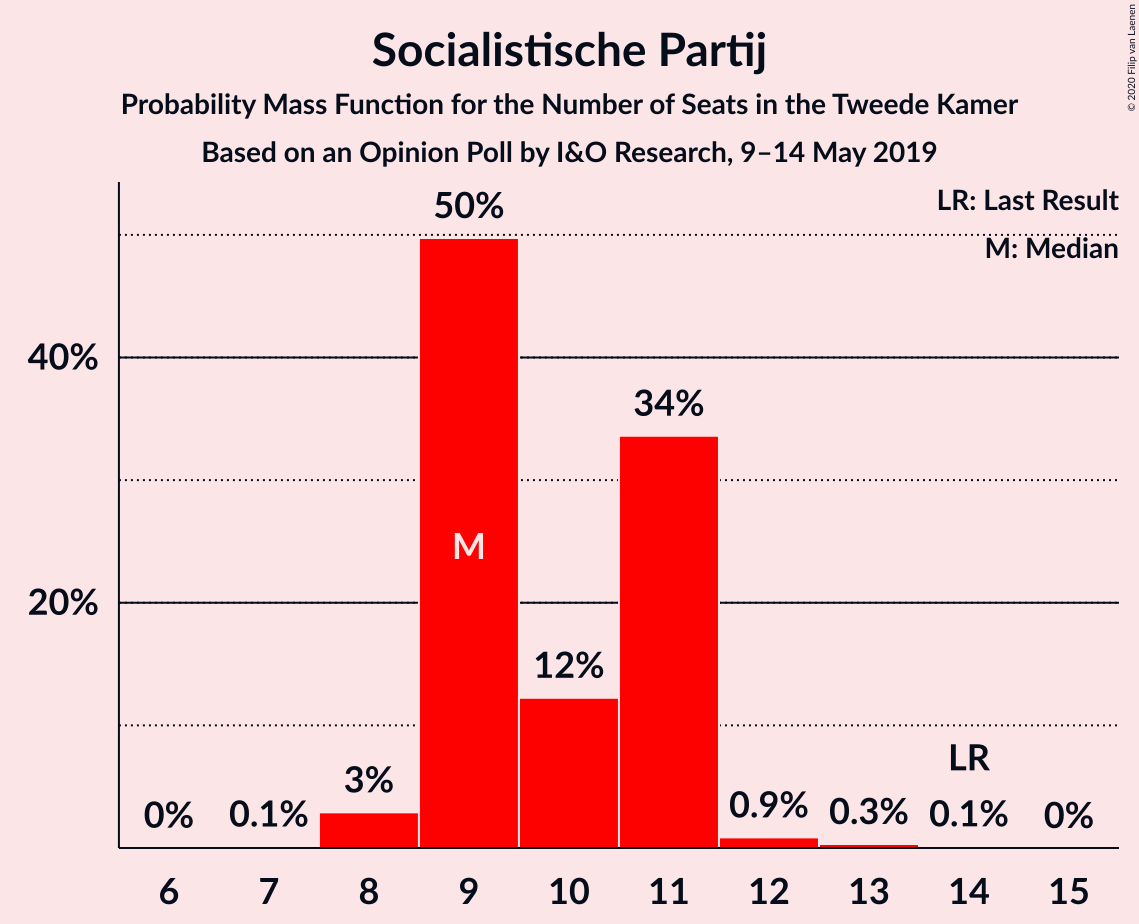 Socialistische Partij
Probability Mass Function for the Number of Seats in the Tweede Kamer
Based on an Opinion Poll by I&O Research, 9–14 May 2019
© 2020 Filip van Laenen
LR: Last Result
M: Median
50%
40%
34%
M
20%
12%
LR
3%
0%
0.1%
0.9%
0.3%
0.1%
0%
6 7 8 9 10 11 12 13 14 15